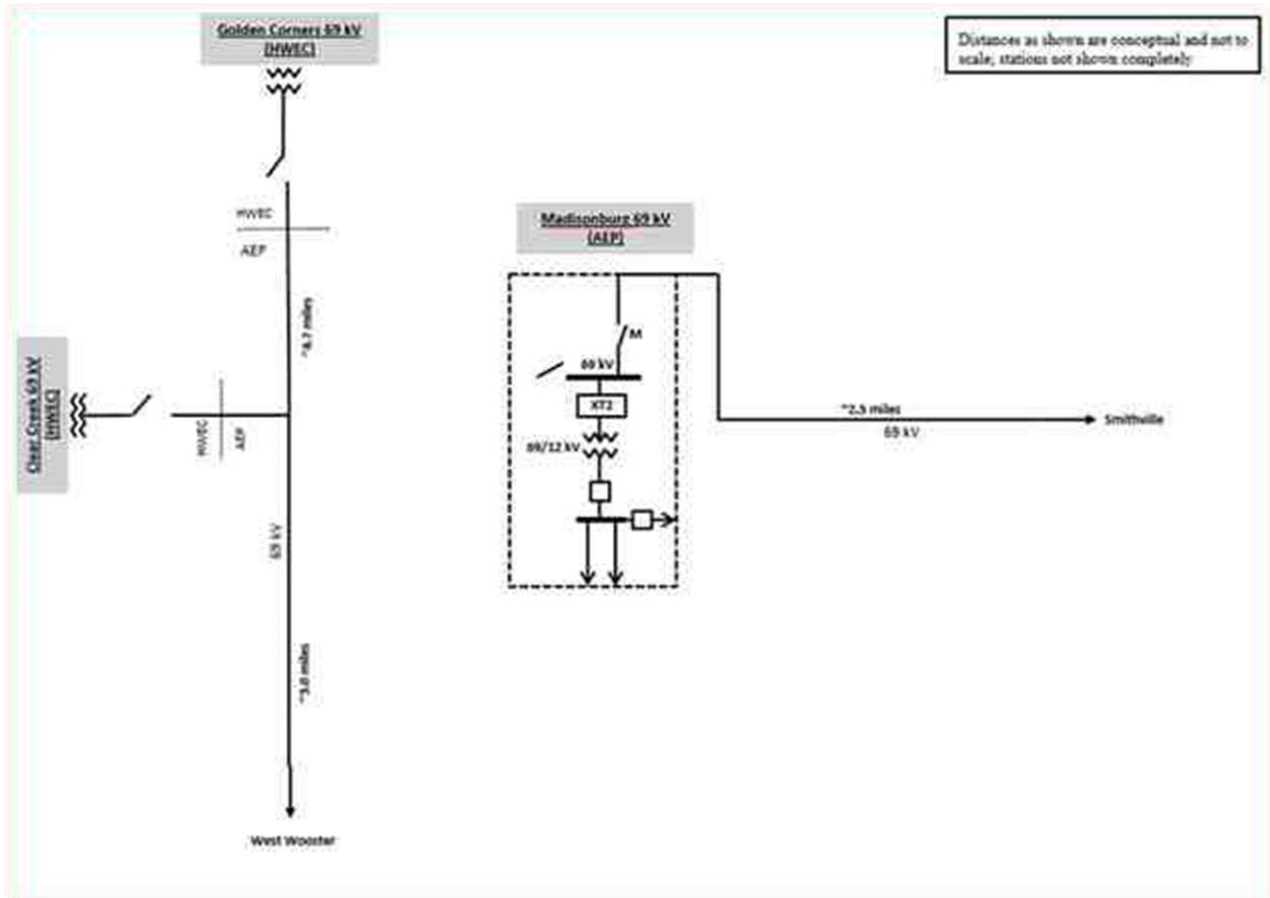 Golden Corners 69 kV
(HWEC)
Distances as shown are conceptual and not to
scale; stations not shown completely
HWEC
AEP
Madisonburg 69 kV
(AEP)
miles
M
69 kV
XT2
69/12 kV
Clear Creek 69 kV
(HWEC)
HWEC
AEP
~2.5 miles
69 kV
Smithville
69 kV
~3.0 miles
West Wooster